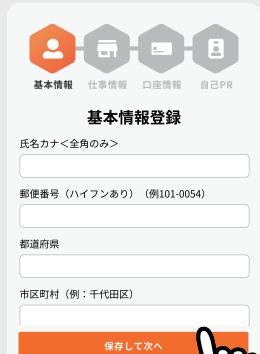 基本情報 仕事情報 口座情報 自己PR
基本情報登録
氏名カナ＜全角のみ＞
郵便番号（ハイフンあり）（例101-0054）
都道府県
市区町村（例：千代田区）
保存して次へ